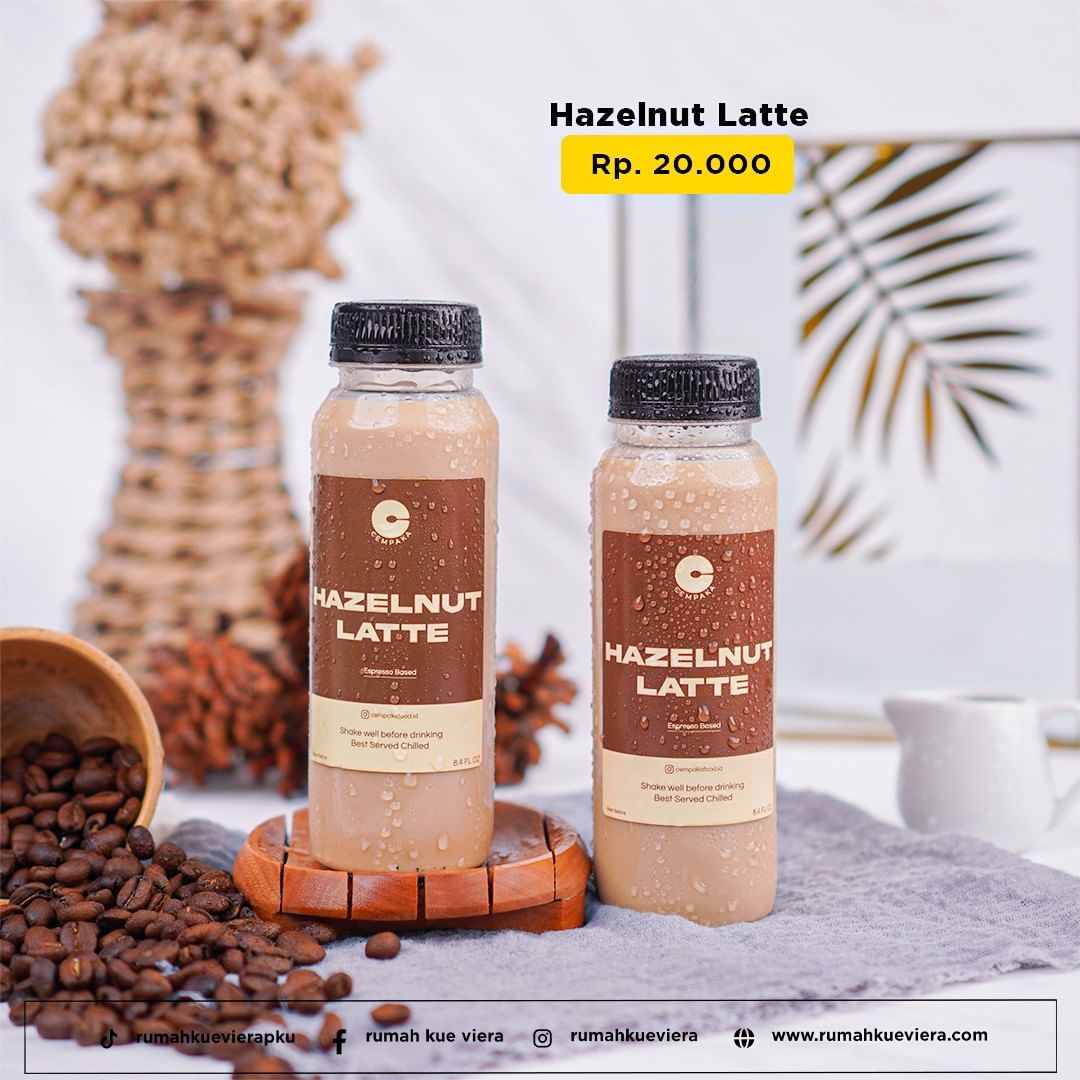 Hazelnut Latte
Rp. 20.000
CEMPAKA
HAZELNUT
LATTE
Espresso Based
cempakafood.id
Shake well before drinking
Best Served Chilled
8.4 FL OZ
CEMPAKA
HAZELNUT
LATTE
Espresso Based
cempakafood.id
Shake well before drinking
Best Served Chilled
Best Before
8.4 FL OZ
rumahkuevierapku
rumah kue viera
rumahkueviera
www.rumahkueviera.com